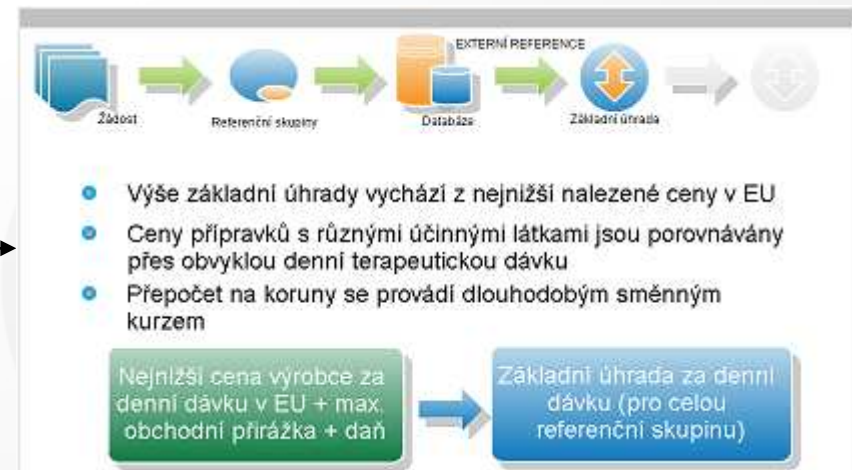 EXTERNÍ REFERENCE
Žádost
Referenční skupiny
Databáze
Základní úhrada
Výše základní úhrady vychází z nejnižší nalezené ceny v EU
Ceny přípravků s různými účinnými látkami jsou porovnávány
přes obvyklou denní terapeutickou dávku
Přepočet na koruny se provádí dlouhodobým směnným
kurzem
Nejnižší cena výrobce za
denní dávku v EU + max.
obchodní přirážka + daň
Základní úhrada za denní
dávku (pro celou
referenční skupinu)